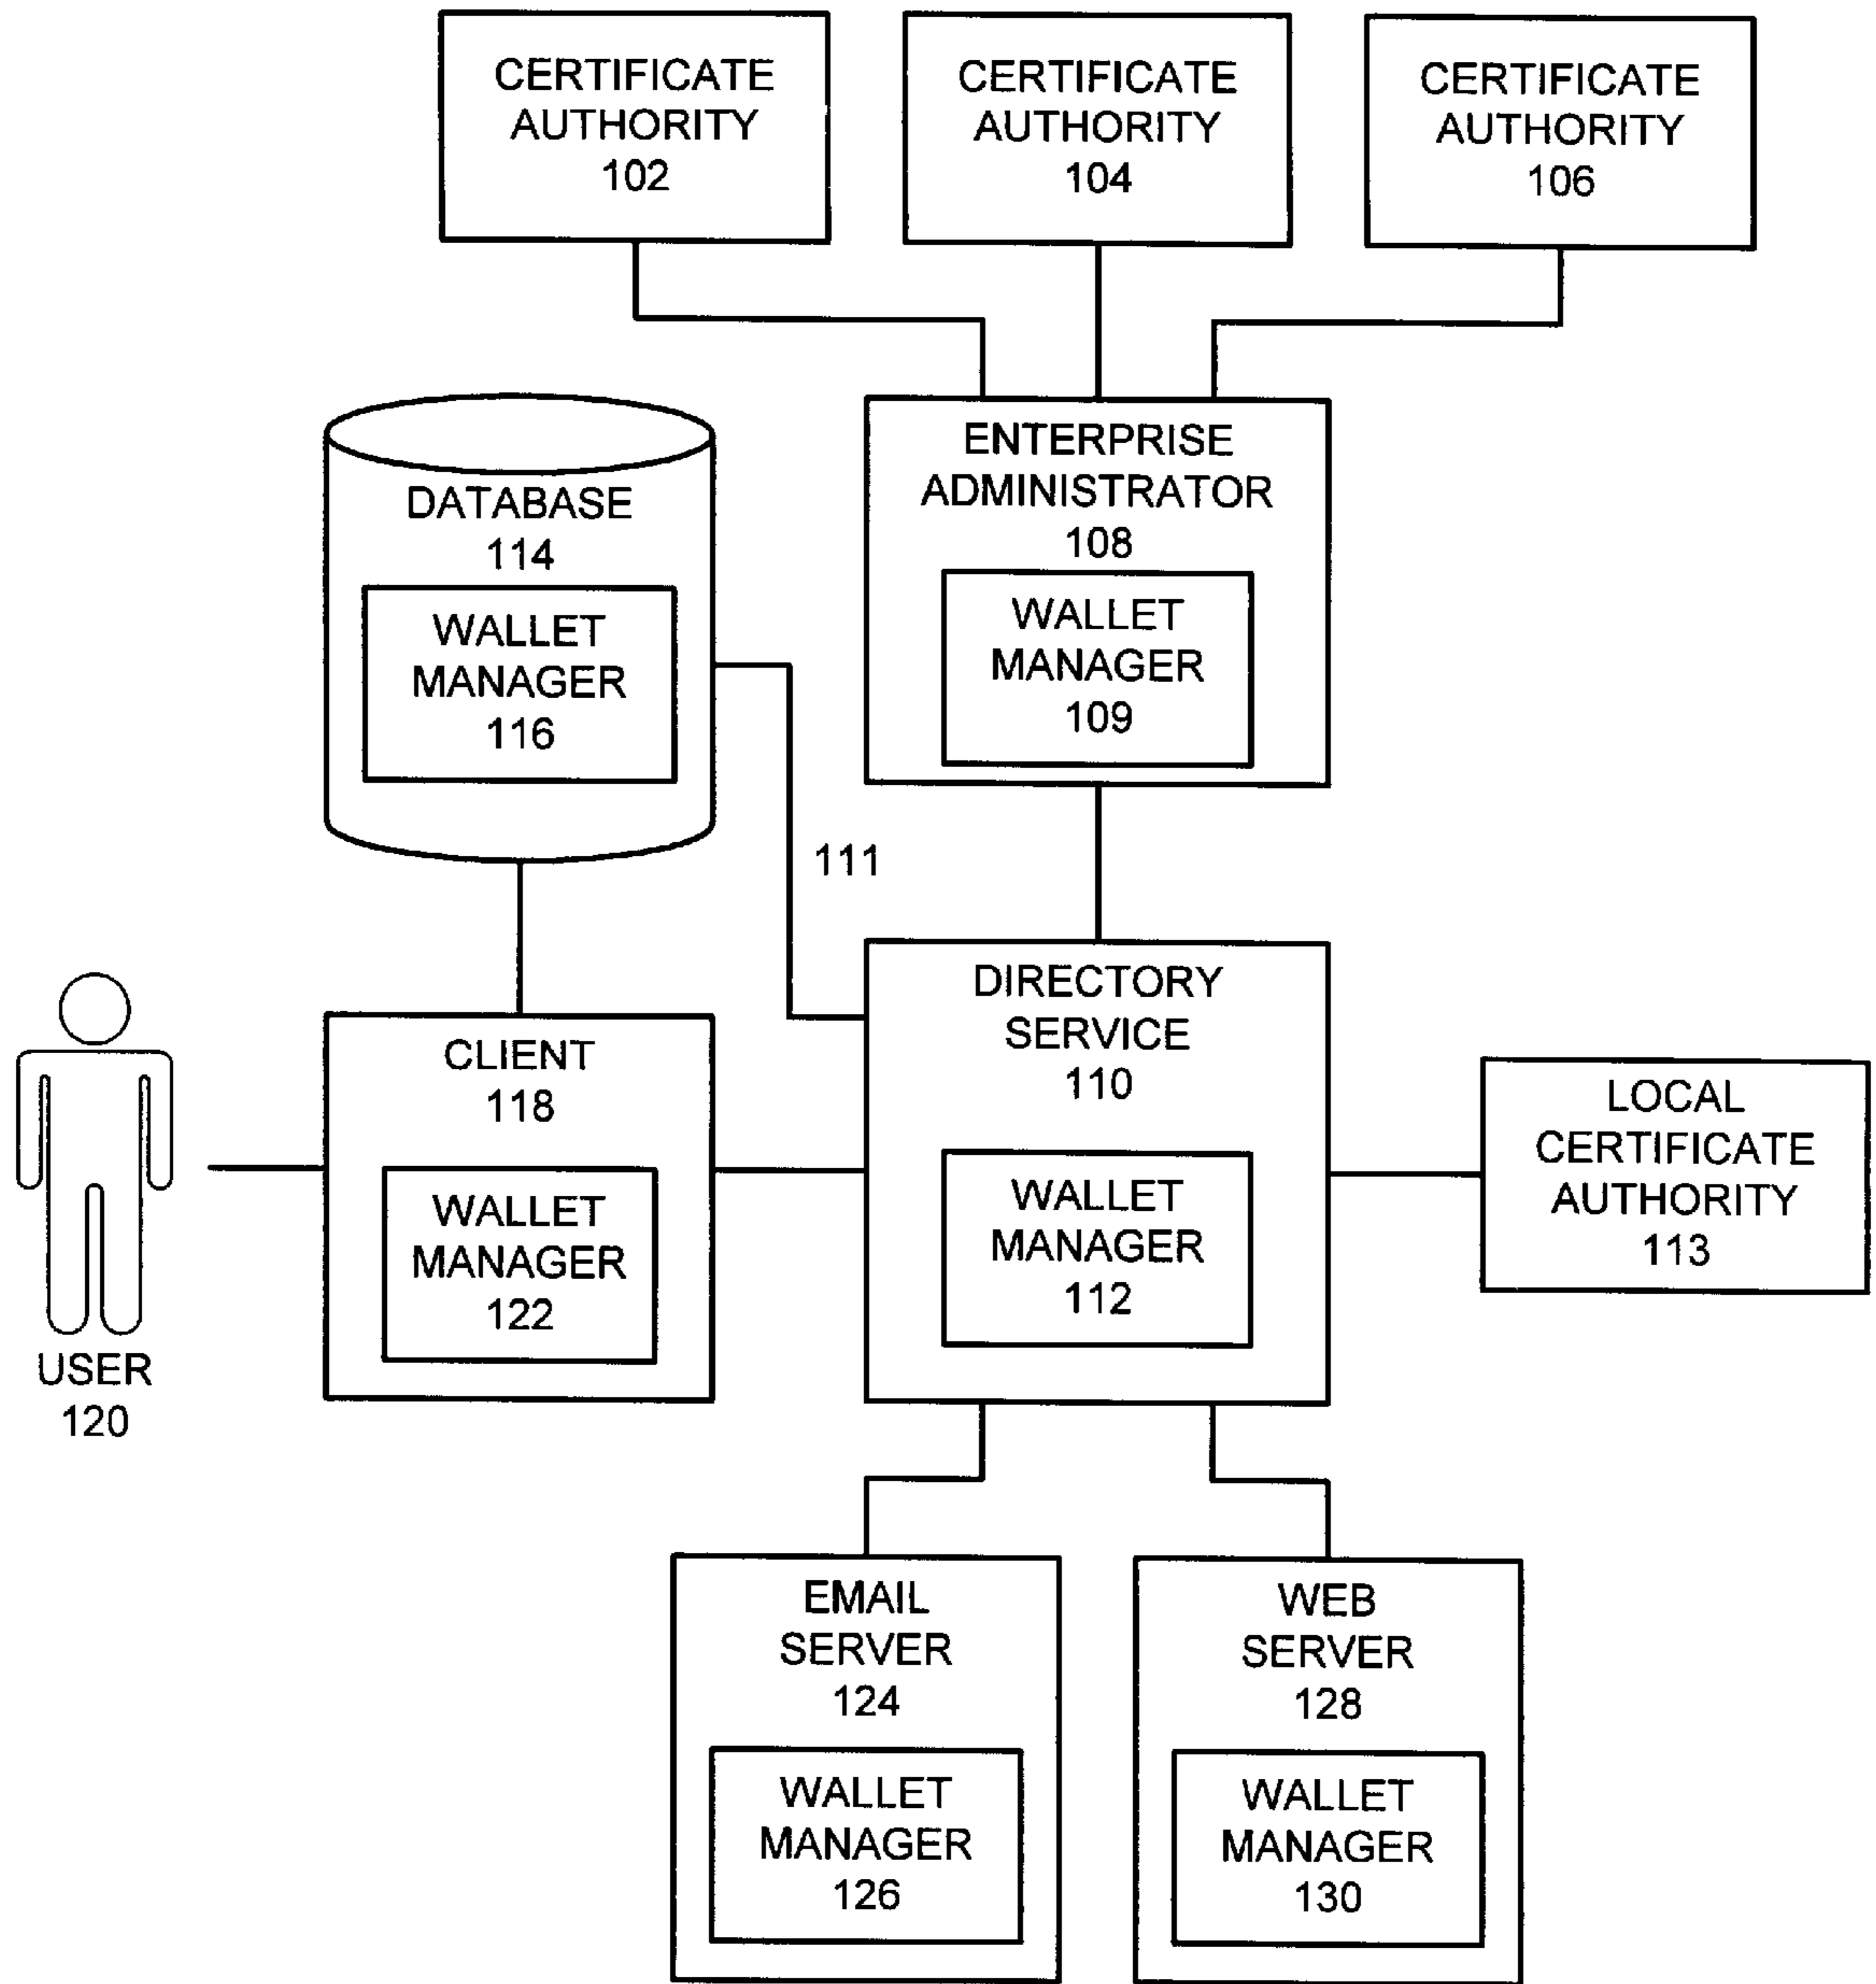 CERTIFICATE
AUTHORITY
102
CERTIFICATE
AUTHORITY
104
CERTIFICATE
AUTHORITY
106
DATABASE
114
WALLET
MANAGER
116
ENTERPRISE
ADMINISTRATOR
108
WALLET
MANAGER
109
111
USER
120
CLIENT
118
WALLET
MANAGER
122
DIRECTORY
SERVICE
110
WALLET
MANAGER
112
LOCAL
CERTIFICATE
AUTHORITY
113
EMAIL
SERVER
124
WALLET
MANAGER
126
WEB
SERVER
128
WALLET
MANAGER
130